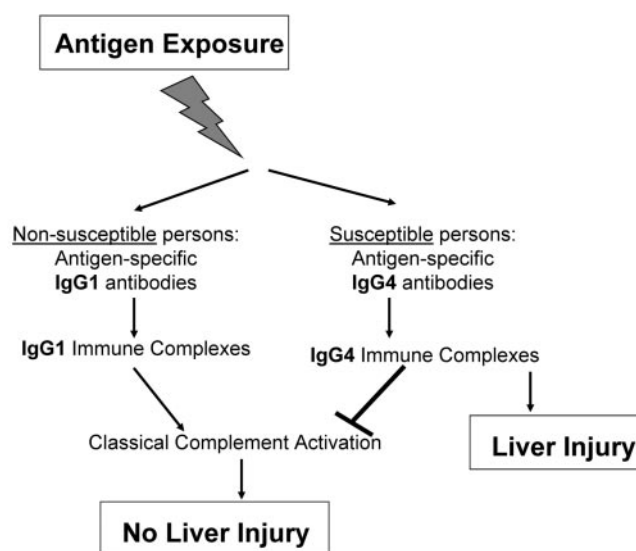 Antigen Exposure
Non-susceptible persons:
Antigen-specific
IgG1 antibodies
Susceptible persons:
Antigen-specific
IgG4 antibodies
IgG1 Immune Complexes
IgG4 Immune Complexes
Classical Complement Activation
Liver Injury
No Liver Injury